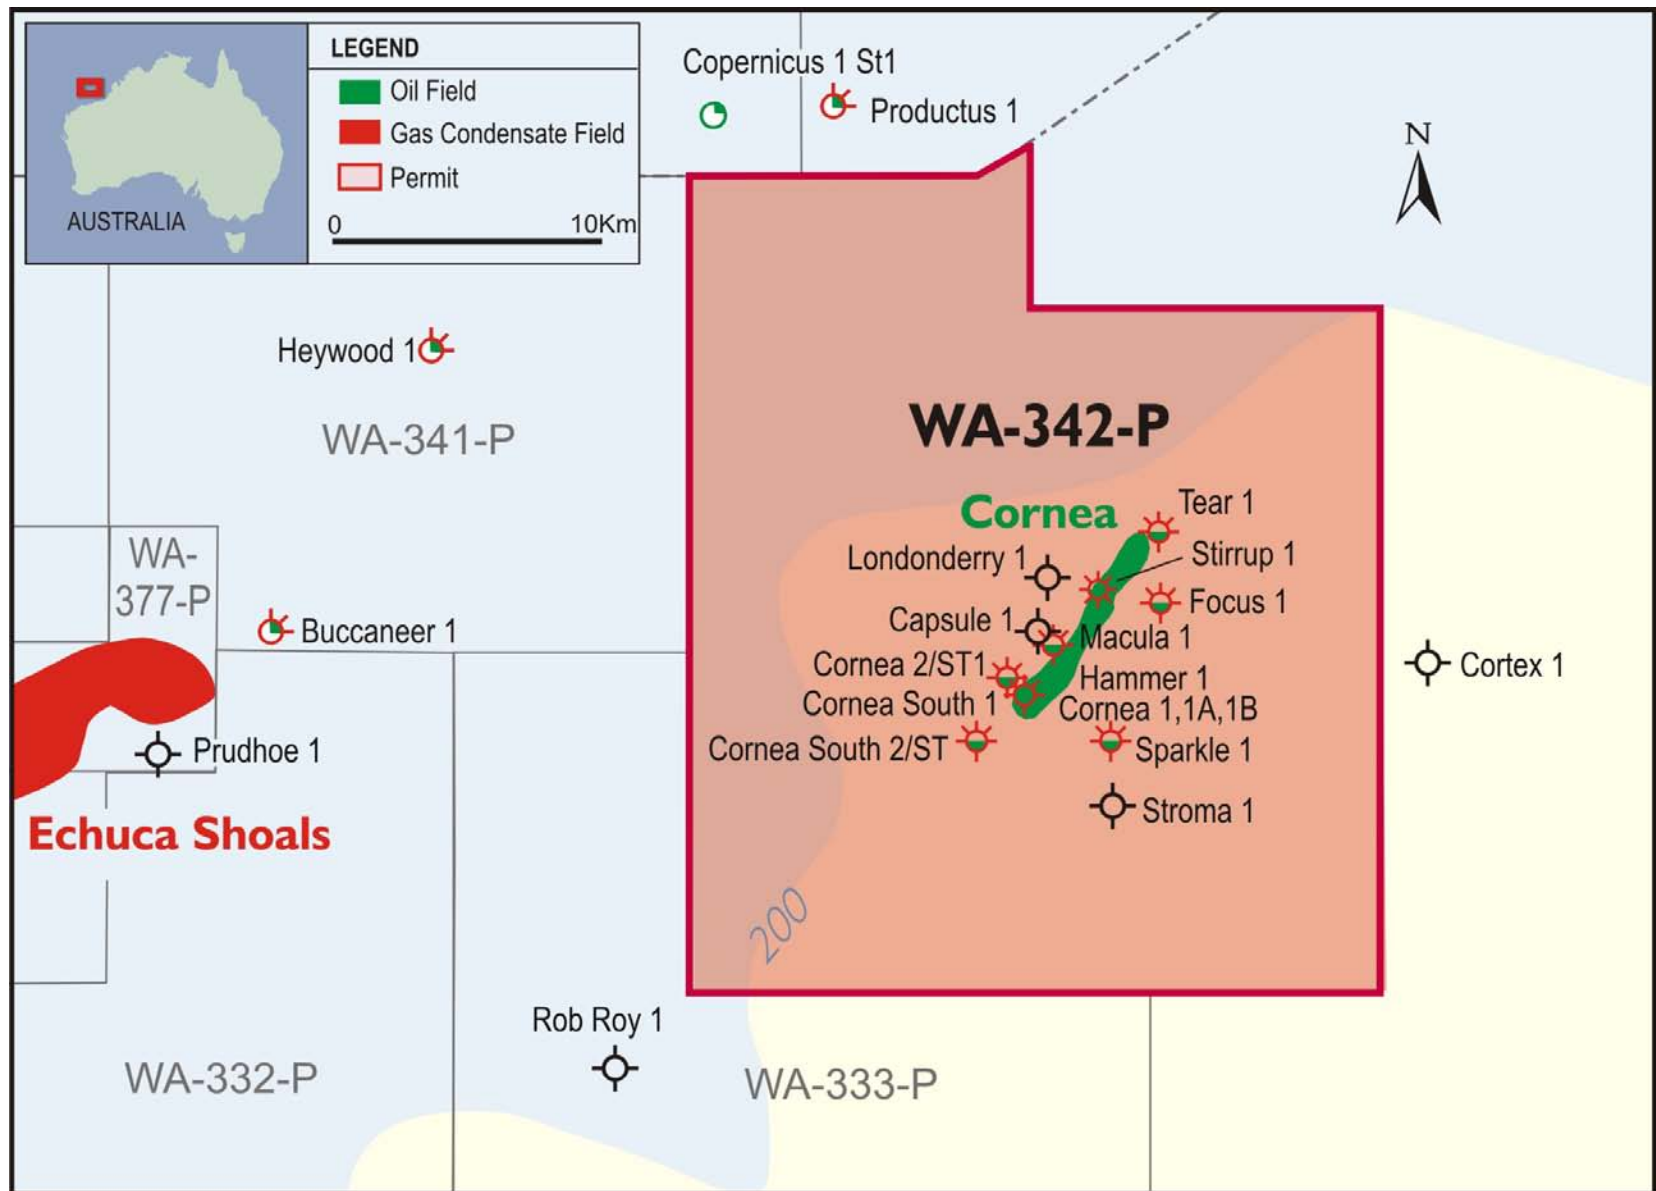 LEGEND
Oil Field
Gas Condensate Field
Permit
0 10Km
AUSTRALIA
Copernicus 1 St1
Productus 1
N
Heywood 1
WA-341-P
WA-342-P
Cornea
Tear 1
Londonderry 1
Stirrup 1
WA-
377-P
Focus 1
Capsule 1
Buccaneer 1
Macula 1
Cornea 2/ST1
Cortex 1
Hammer 1
Cornea South 1
Cornea 1,1A,1B
Cornea South 2/ST
Sparkle 1
Prudhoe 1
Stroma 1
Echuca Shoals
200
Rob Roy 1
WA-332-P
WA-333-P